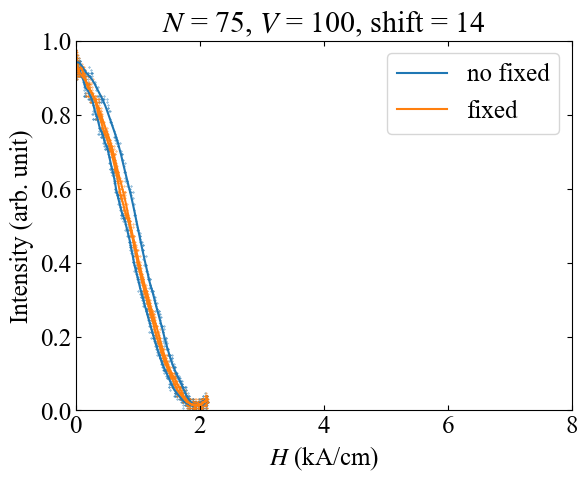 N = 75, V = 100, shift = 14
1.0
0.8
0.6
0.4
0.2
0.0
Intensity (arb. unit)
no fixed
fixed
0 2 4 6 8
H (kA/cm)